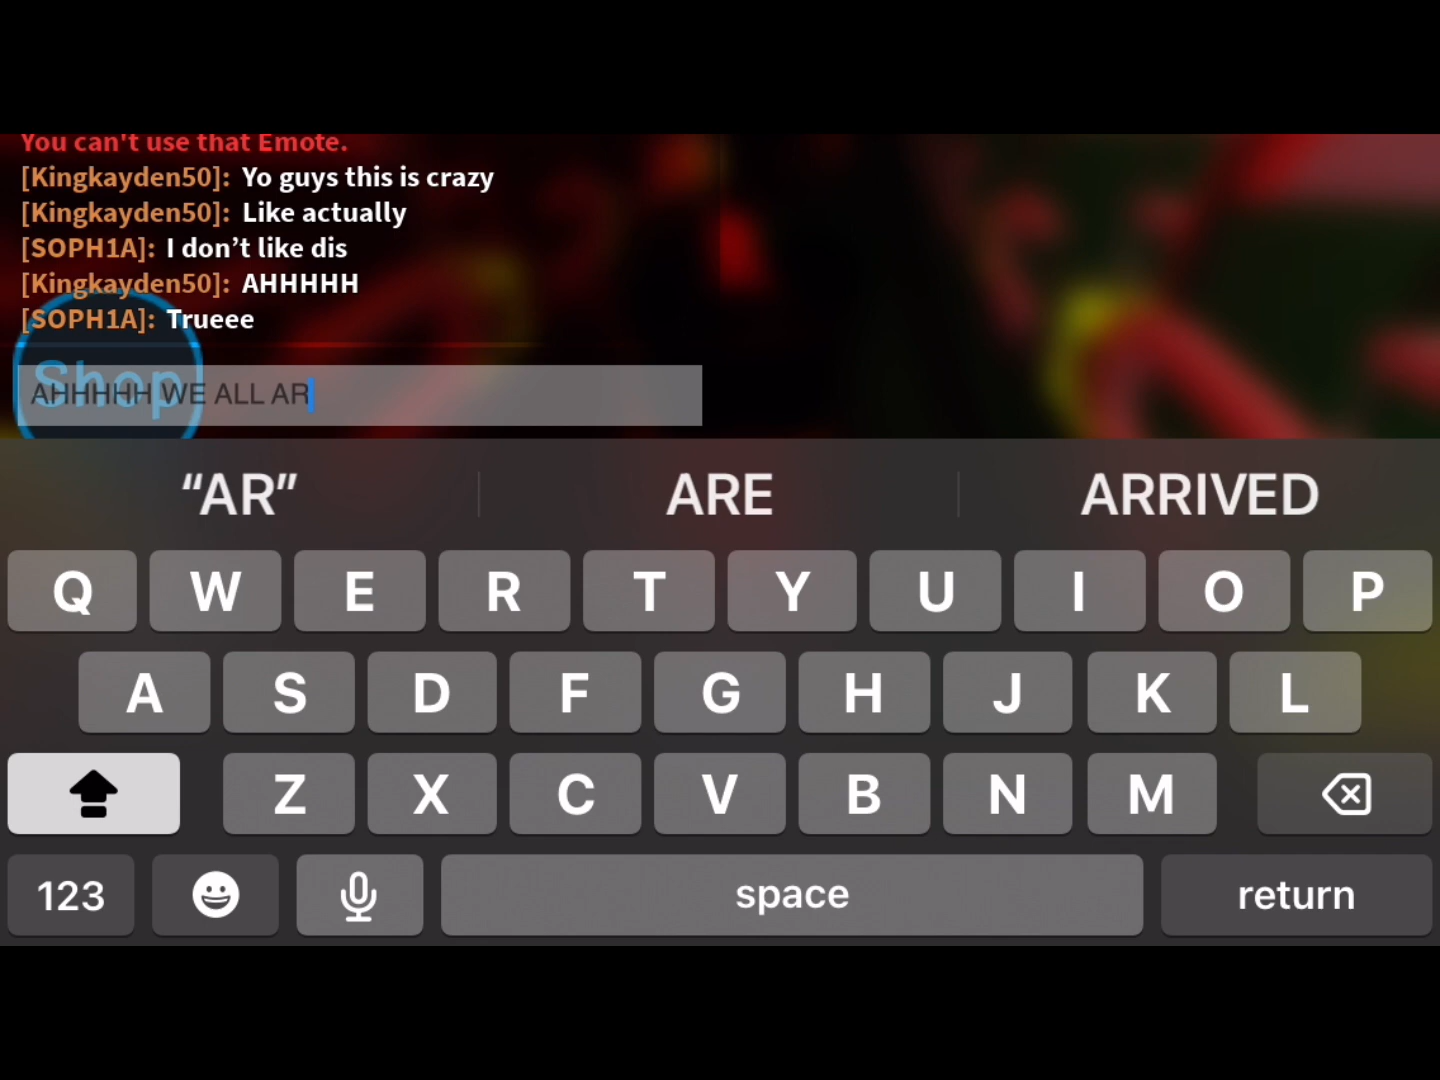 You can't use that Emote.
[Kingkayden50]: Yo guys this is crazy
[Kingkayden50]: Like actually
[SOPH1A]: I don’t like dis
[Kingkayden50]: AHHHHH
[SOPH1A]: Trueee
Shop
AHHHHH WE ALL AR
“AR” ARE ARRIVED
Q W E R T Y U I O P
A S D F G H J K L
Z X C V B N M
123 space return